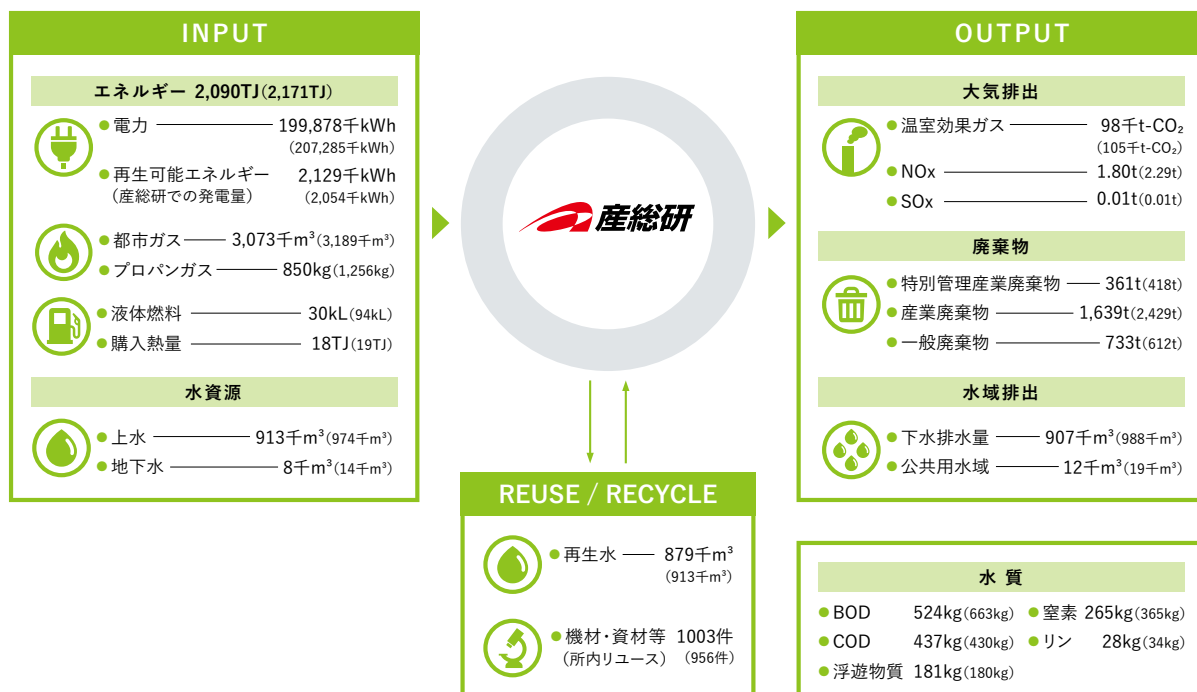 INPUT
エネルギー 2,090TJ(2,171TJ)
電力 199,878千kWh
(207,285千kWh)
再生可能エネルギー 2,129千kWh
(産総研での発電量) (2,054千kWh)
都市ガス 3,073千m³(3,189千m³)
プロパンガス 850kg(1,256kg)
液体燃料 30kL(94kL)
購入熱量 18TJ(19TJ)
水資源
上水 913千m³(974千m³)
地下水 8千m³(14千m³)
産総研
REUSE / RECYCLE
再生水 879千m³
(913千m³)
機材・資材等 1003件
(所内リユース) (956件)
OUTPUT
大気排出
温室効果ガス 98千t-CO₂
(105千t-CO₂)
NOx 1.80t(2.29t)
SOx 0.01t(0.01t)
廃棄物
特別管理産業廃棄物 361t(418t)
産業廃棄物 1,639t(2,429t)
一般廃棄物 733t(612t)
水域排出
下水排水量 907千m³(988千m³)
公共用水域 12千m³(19千m³)
水質
BOD 524kg(663kg) 窒素 265kg(365kg)
COD 437kg(430kg) リン 28kg(34kg)
浮遊物質 181kg(180kg)